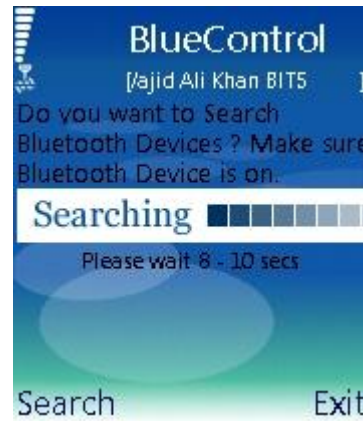 BlueControl
[/ajid Ali Khan BIT5 ]
Do you want to Search
Bluetooth Devices ? Make sure
Bluetooth Device is on.
Searching
Please wait 8 - 10 secs
Search Exit